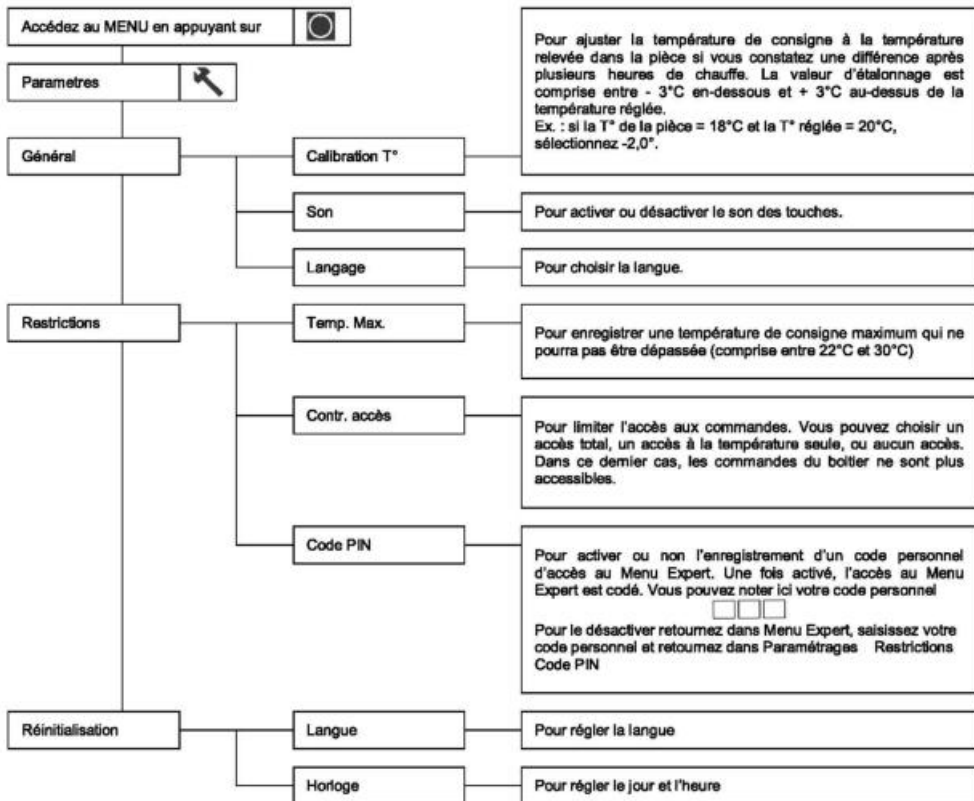 Accédez au MENU en appuyant sur
Parametres
Général
Calibration T°
Pour ajuster la température de consigne à la température
relevée dans la pièce si vous constatez une différence après
plusieurs heures de chauffe. La valeur d'étalonnage est
comprise entre - 3°C en-dessous et + 3°C au-dessus de la
température réglée.
Ex. : si la T° de la pièce = 18°C et la T° réglée = 20°C,
sélectionnez -2,0°.
Son
Pour activer ou désactiver le son des touches.
Langage
Pour choisir la langue.
Restrictions
Temp. Max.
Pour enregistrer une température de consigne maximum qui ne
pourra pas être dépassée (comprise entre 22°C et 30°C)
Contr. accès
Pour limiter l'accès aux commandes. Vous pouvez choisir un
accès total, un accès à la température seule, ou aucun accès.
Dans ce dernier cas, les commandes du boitier ne sont plus
accessibles.
Code PIN
Pour activer ou non l'enregistrement d'un code personnel
d'accès au Menu Expert. Une fois activé, l'accès au Menu
Expert est codé. Vous pouvez noter ici votre code personnel
Pour le désactiver retournez dans Menu Expert, saisissez votre
code personnel et retournez dans Paramétrages Restrictions
Code PIN
Réinitialisation
Langue
Pour régler la langue
Horloge
Pour régler le jour et l'heure